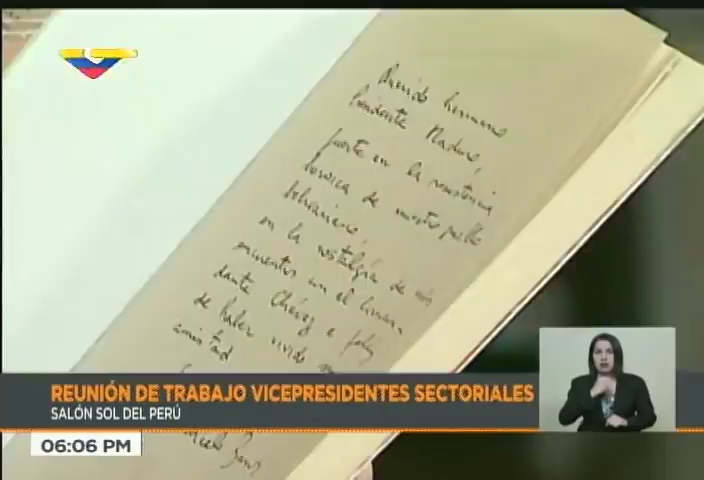 Querido hermano
Presidente Maduro,
fuerte en la resistencia
heroica de nuestro pueblo
bolivariano,
en la nostalgia de mis
encuentros con el Coman-
dante Chávez e feliz
de haber vivido
amistad
REUNIÓN DE TRABAJO VICEPRESIDENTES SECTORIALES
SALÓN SOL DEL PERÚ
06:06 PM